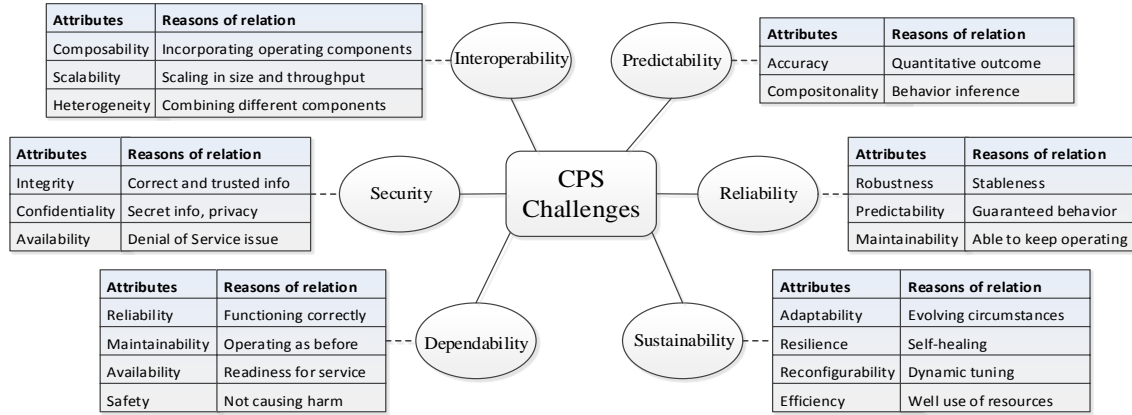 Attributes Reasons of relation
Composability Incorporating operating components
Scalability Scaling in size and throughput
Heterogeneity Combining different components
Interoperability
Predictability
Attributes Reasons of relation
Accuracy Quantitative outcome
Compositonality Behavior inference
Attributes Reasons of relation
Integrity Correct and trusted info
Confidentiality Secret info, privacy
Availability Denial of Service issue
Security
CPS
Challenges
Reliability
Attributes Reasons of relation
Robustness Stableness
Predictability Guaranteed behavior
Maintainability Able to keep operating
Attributes Reasons of relation
Reliability Functioning correctly
Maintainability Operating as before
Availability Readiness for service
Safety Not causing harm
Dependability
Sustainability
Attributes Reasons of relation
Adaptability Evolving circumstances
Resilience Self-healing
Reconfigurability Dynamic tuning
Efficiency Well use of resources